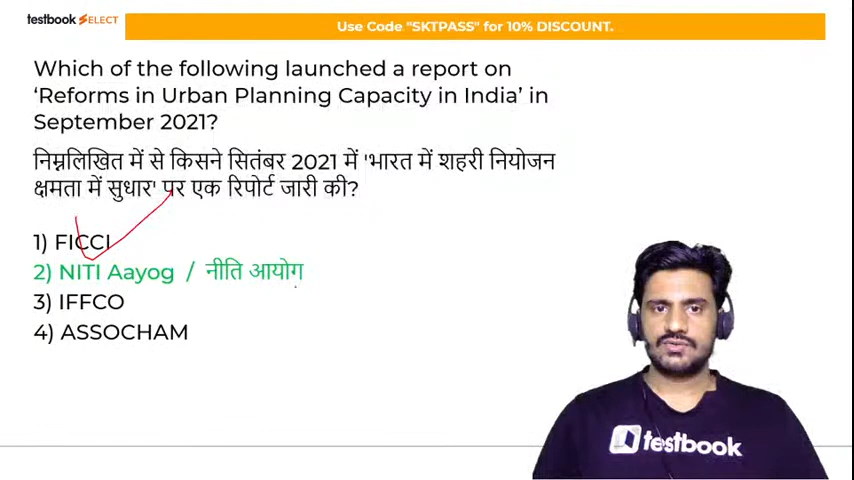 testbook SELECT
Use Code "SKTPASS" for 10% DISCOUNT.
Which of the following launched a report on
‘Reforms in Urban Planning Capacity in India’ in
September 2021?
निम्नलिखित में से किसने सितंबर 2021 में 'भारत में शहरी नियोजन
क्षमता में सुधार' पर एक रिपोर्ट जारी की?
1) FICCI
2) NITI Aayog / नीति आयोग
3) IFFCO
4) ASSOCHAM
testbook